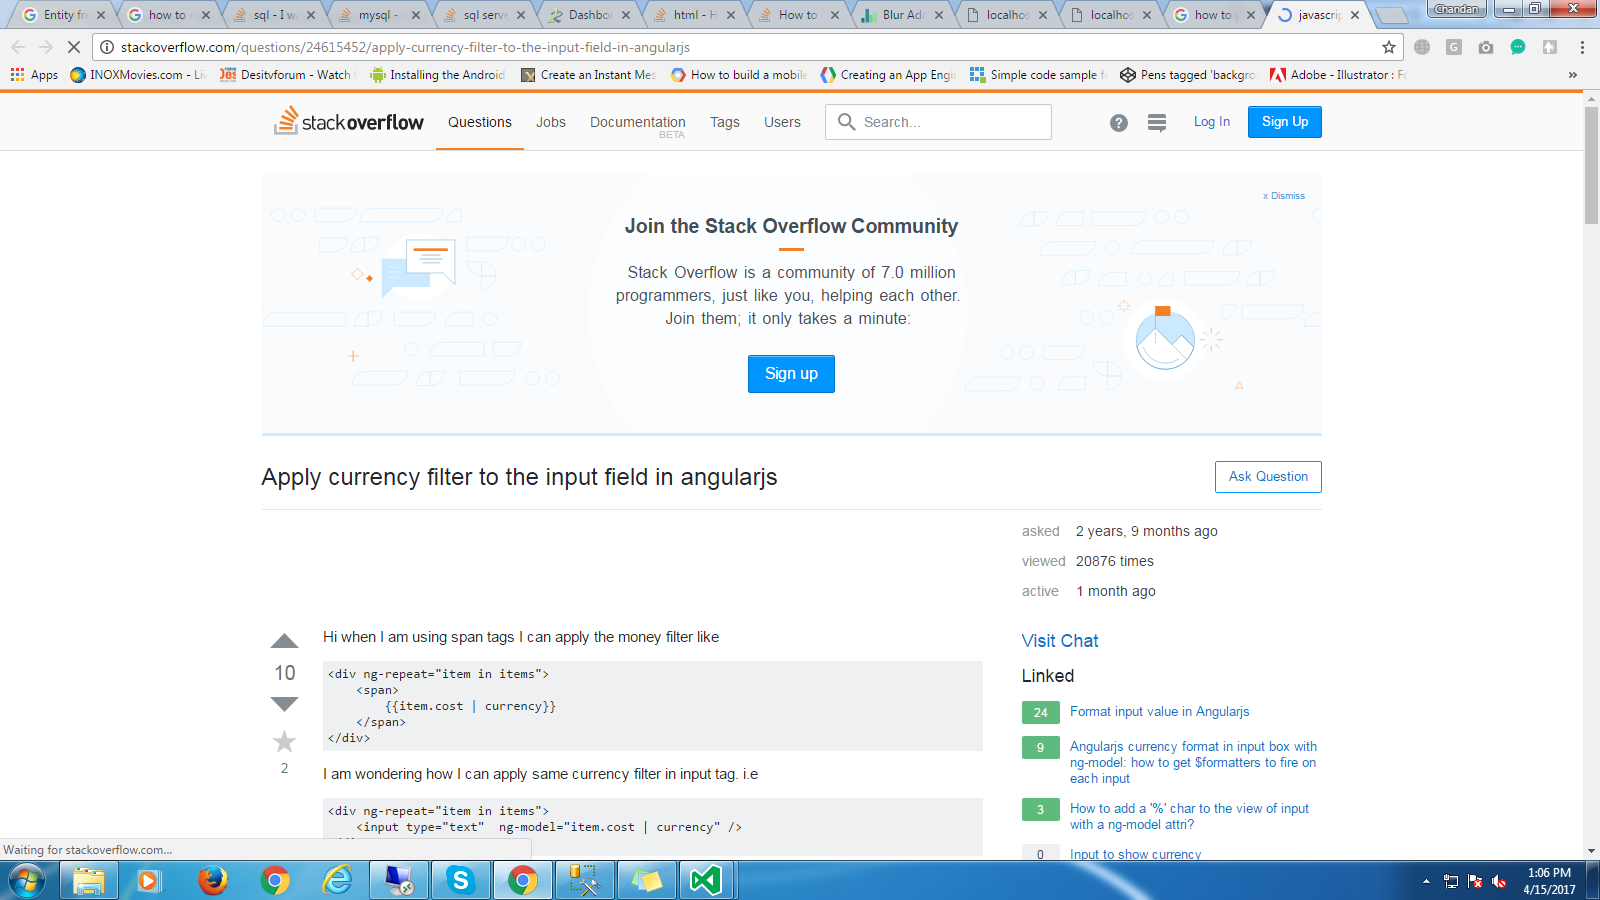 Entity fr
how to
sql - I w
mysql -
sql serve
Dashbo
html - H
How to
Blur Ad
localhos
localhos
how to
javascrip
Chandan
stackoverflow.com/questions/24615452/apply-currency-filter-to-the-input-field-in-angularjs
Apps
INOXMovies.com - Li
Desitvforum - Watch
Installing the Android
Create an Instant Mes
How to build a mobile
Creating an App Engi
Simple code sample f
Pens tagged 'backgro
Adobe - Illustrator : Fo
»
stackoverflow
Questions
Jobs
Documentation
BETA
Tags
Users
Search...
Log In
Sign Up
x Dismiss
Join the Stack Overflow Community
Stack Overflow is a community of 7.0 million
programmers, just like you, helping each other.
Join them; it only takes a minute:
Sign up
Apply currency filter to the input field in angularjs
Ask Question
asked 2 years, 9 months ago
viewed 20876 times
active 1 month ago
10
2
Hi when I am using span tags I can apply the money filter like
<div ng-repeat="item in items">
<span>
{{item.cost | currency}}
</span>
</div>
I am wondering how I can apply same currency filter in input tag. i.e
<div ng-repeat="item in items">
<input type="text" ng-model="item.cost | currency" />
Visit Chat
Linked
24 Format input value in Angularjs
9 Angularjs currency format in input box with
ng-model: how to get $formatters to fire on
each input
3 How to add a '%' char to the view of input
with a ng-model attri?
0 Input to show currency
Waiting for stackoverflow.com...
1:06 PM
4/15/2017